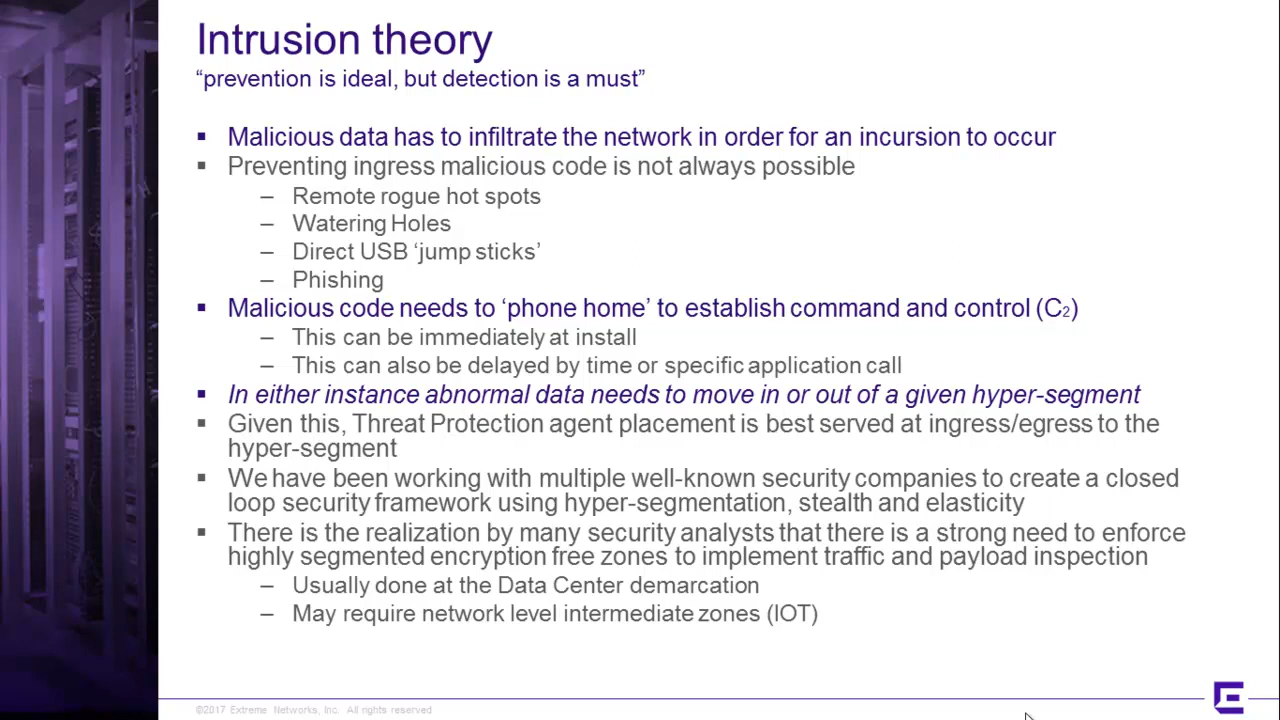 Intrusion theory
“prevention is ideal, but detection is a must”
▪ Malicious data has to infiltrate the network in order for an incursion to occur
▪ Preventing ingress malicious code is not always possible
– Remote rogue hot spots
– Watering Holes
– Direct USB ‘jump sticks’
– Phishing
▪ Malicious code needs to ‘phone home’ to establish command and control (C2)
– This can be immediately at install
– This can also be delayed by time or specific application call
▪ In either instance abnormal data needs to move in or out of a given hyper-segment
▪ Given this, Threat Protection agent placement is best served at ingress/egress to the
hyper-segment
▪ We have been working with multiple well-known security companies to create a closed
loop security framework using hyper-segmentation, stealth and elasticity
▪ There is the realization by many security analysts that there is a strong need to enforce
highly segmented encryption free zones to implement traffic and payload inspection
– Usually done at the Data Center demarcation
– May require network level intermediate zones (IOT)
©2017 Extreme Networks, Inc. All rights reserved